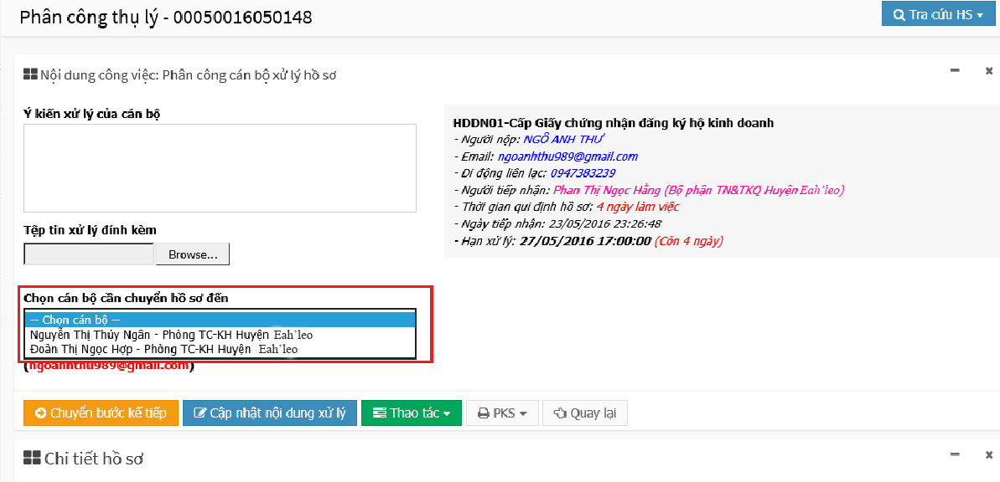 Phân công thụ lý - 00050016050148
Tra cứu HS
Nội dung công việc: Phân công cán bộ xử lý hồ sơ
Ý kiến xử lý của cán bộ
Tệp tin xử lý đính kèm
Browse...
Chọn cán bộ cần chuyển hồ sơ đến
-- Chọn cán bộ --
Nguyễn Thị Thủy Ngân - Phòng TC-KH Huyện Eah'leo
Đoàn Thị Ngọc Hợp - Phòng TC-KH Huyện Eah'leo
(ngoanhthu989@gmail.com)
HDDN01-Cấp Giấy chứng nhận đăng ký hộ kinh doanh
- Người nộp: NGÔ ANH THƯ
- Email: ngoanhthu989@gmail.com
- Di động liên lạc: 0947383239
- Người tiếp nhận: Phan Thị Ngọc Hằng (Bộ phận TN&TKQ Huyện Eah'leo)
- Thời gian qui định hồ sơ: 4 ngày làm việc
- Ngày tiếp nhận: 23/05/2016 23:26:48
- Hạn xử lý: 27/05/2016 17:00:00 (Còn 4 ngày)
Chuyển bước kế tiếp
Cập nhật nội dung xử lý
Thao tác
PKS
Quay lại
Chi tiết hồ sơ